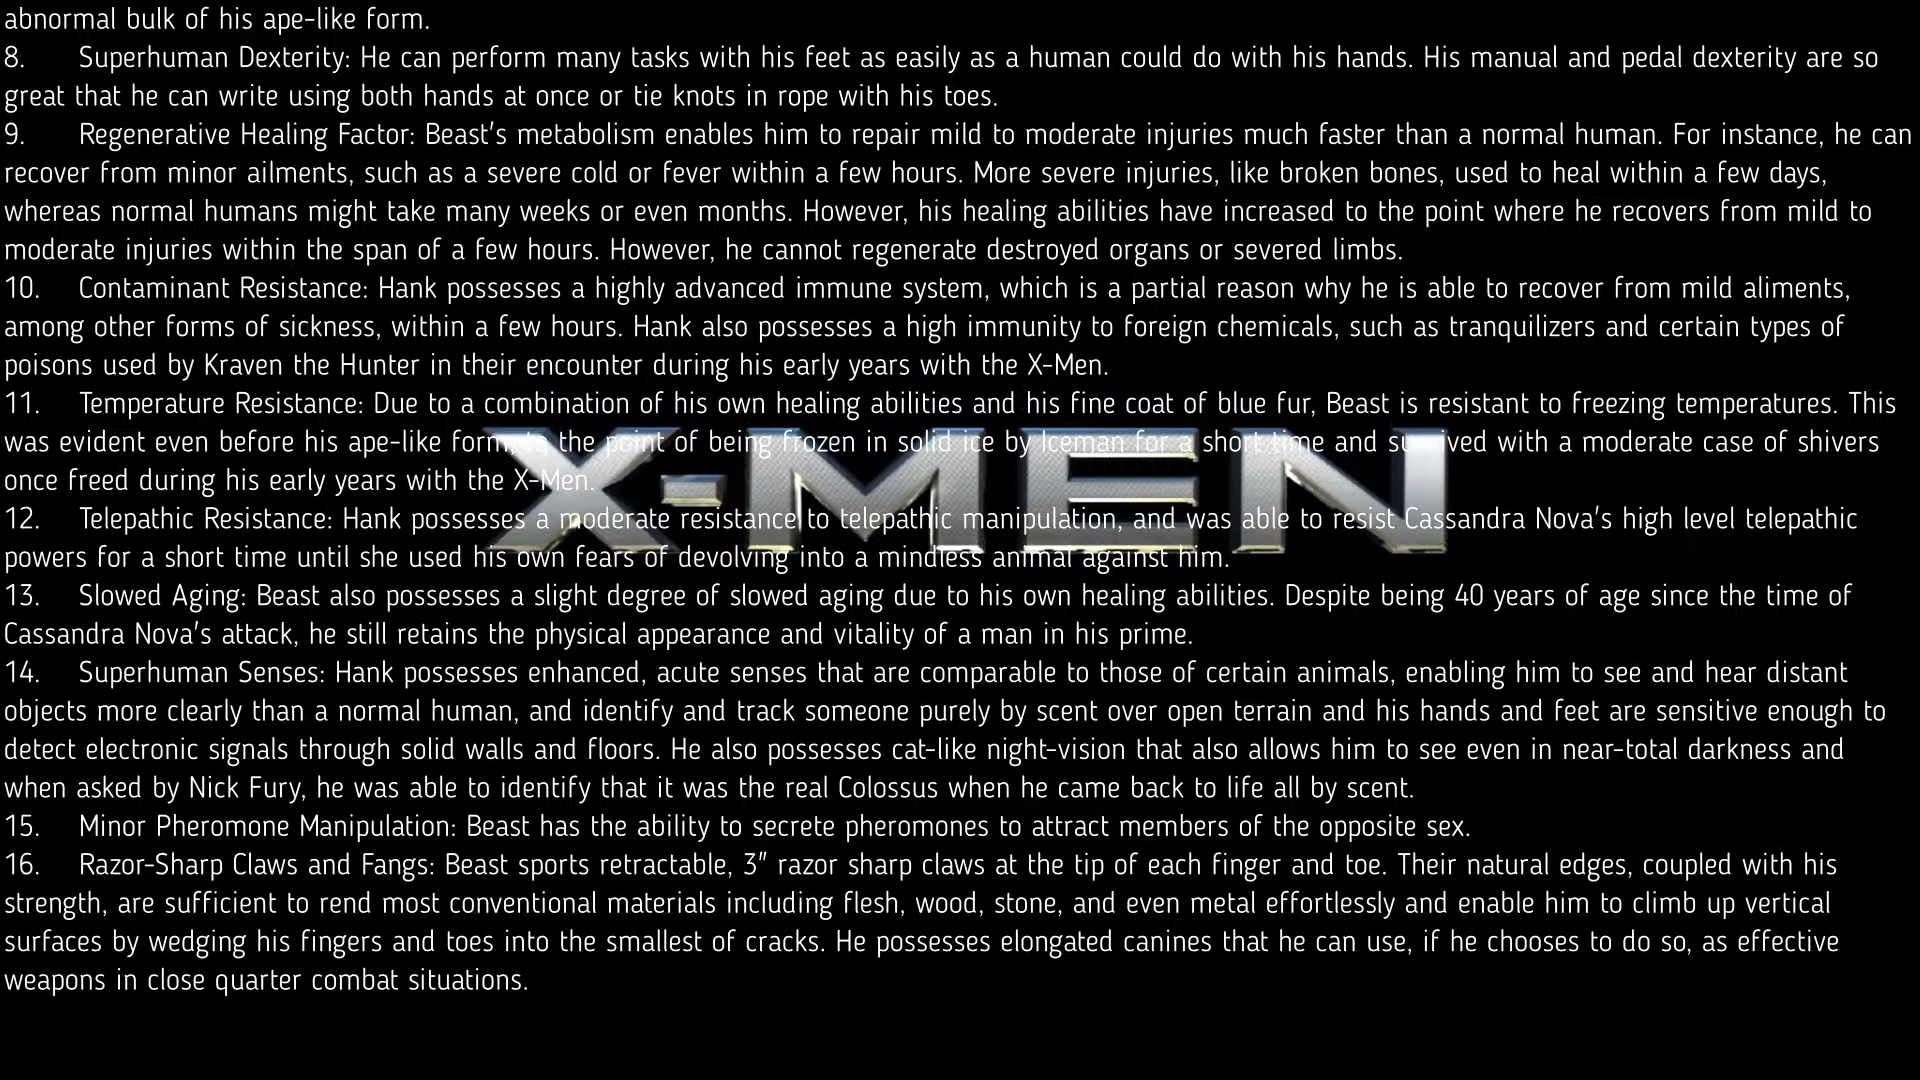 abnormal bulk of his ape-like form.
8. Superhuman Dexterity: He can perform many tasks with his feet as easily as a human could do with his hands. His manual and pedal dexterity are so
great that he can write using both hands at once or tie knots in rope with his toes.
9. Regenerative Healing Factor: Beast's metabolism enables him to repair mild to moderate injuries much faster than a normal human. For instance, he can
recover from minor ailments, such as a severe cold or fever within a few hours. More severe injuries, like broken bones, used to heal within a few days,
whereas normal humans might take many weeks or even months. However, his healing abilities have increased to the point where he recovers from mild to
moderate injuries within the span of a few hours. However, he cannot regenerate destroyed organs or severed limbs.
10. Contaminant Resistance: Hank possesses a highly advanced immune system, which is a partial reason why he is able to recover from mild aliments,
among other forms of sickness, within a few hours. Hank also possesses a high immunity to foreign chemicals, such as tranquilizers and certain types of
poisons used by Kraven the Hunter in their encounter during his early years with the X-Men.
11. Temperature Resistance: Due to a combination of his own healing abilities and his fine coat of blue fur, Beast is resistant to freezing temperatures. This
was evident even before his ape-like form, to the point of being frozen in solid ice by Iceman for a short time and survived with a moderate case of shivers
once freed during his early years with the X-Men.
X-MEN
12. Telepathic Resistance: Hank possesses a moderate resistance to telepathic manipulation, and was able to resist Cassandra Nova's high level telepathic
powers for a short time until she used his own fears of devolving into a mindless animal against him.
13. Slowed Aging: Beast also possesses a slight degree of slowed aging due to his own healing abilities. Despite being 40 years of age since the time of
Cassandra Nova's attack, he still retains the physical appearance and vitality of a man in his prime.
14. Superhuman Senses: Hank possesses enhanced, acute senses that are comparable to those of certain animals, enabling him to see and hear distant
objects more clearly than a normal human, and identify and track someone purely by scent over open terrain and his hands and feet are sensitive enough to
detect electronic signals through solid walls and floors. He also possesses cat-like night-vision that also allows him to see even in near-total darkness and
when asked by Nick Fury, he was able to identify that it was the real Colossus when he came back to life all by scent.
15. Minor Pheromone Manipulation: Beast has the ability to secrete pheromones to attract members of the opposite sex.
16. Razor-Sharp Claws and Fangs: Beast sports retractable, 3" razor sharp claws at the tip of each finger and toe. Their natural edges, coupled with his
strength, are sufficient to rend most conventional materials including flesh, wood, stone, and even metal effortlessly and enable him to climb up vertical
surfaces by wedging his fingers and toes into the smallest of cracks. He possesses elongated canines that he can use, if he chooses to do so, as effective
weapons in close quarter combat situations.